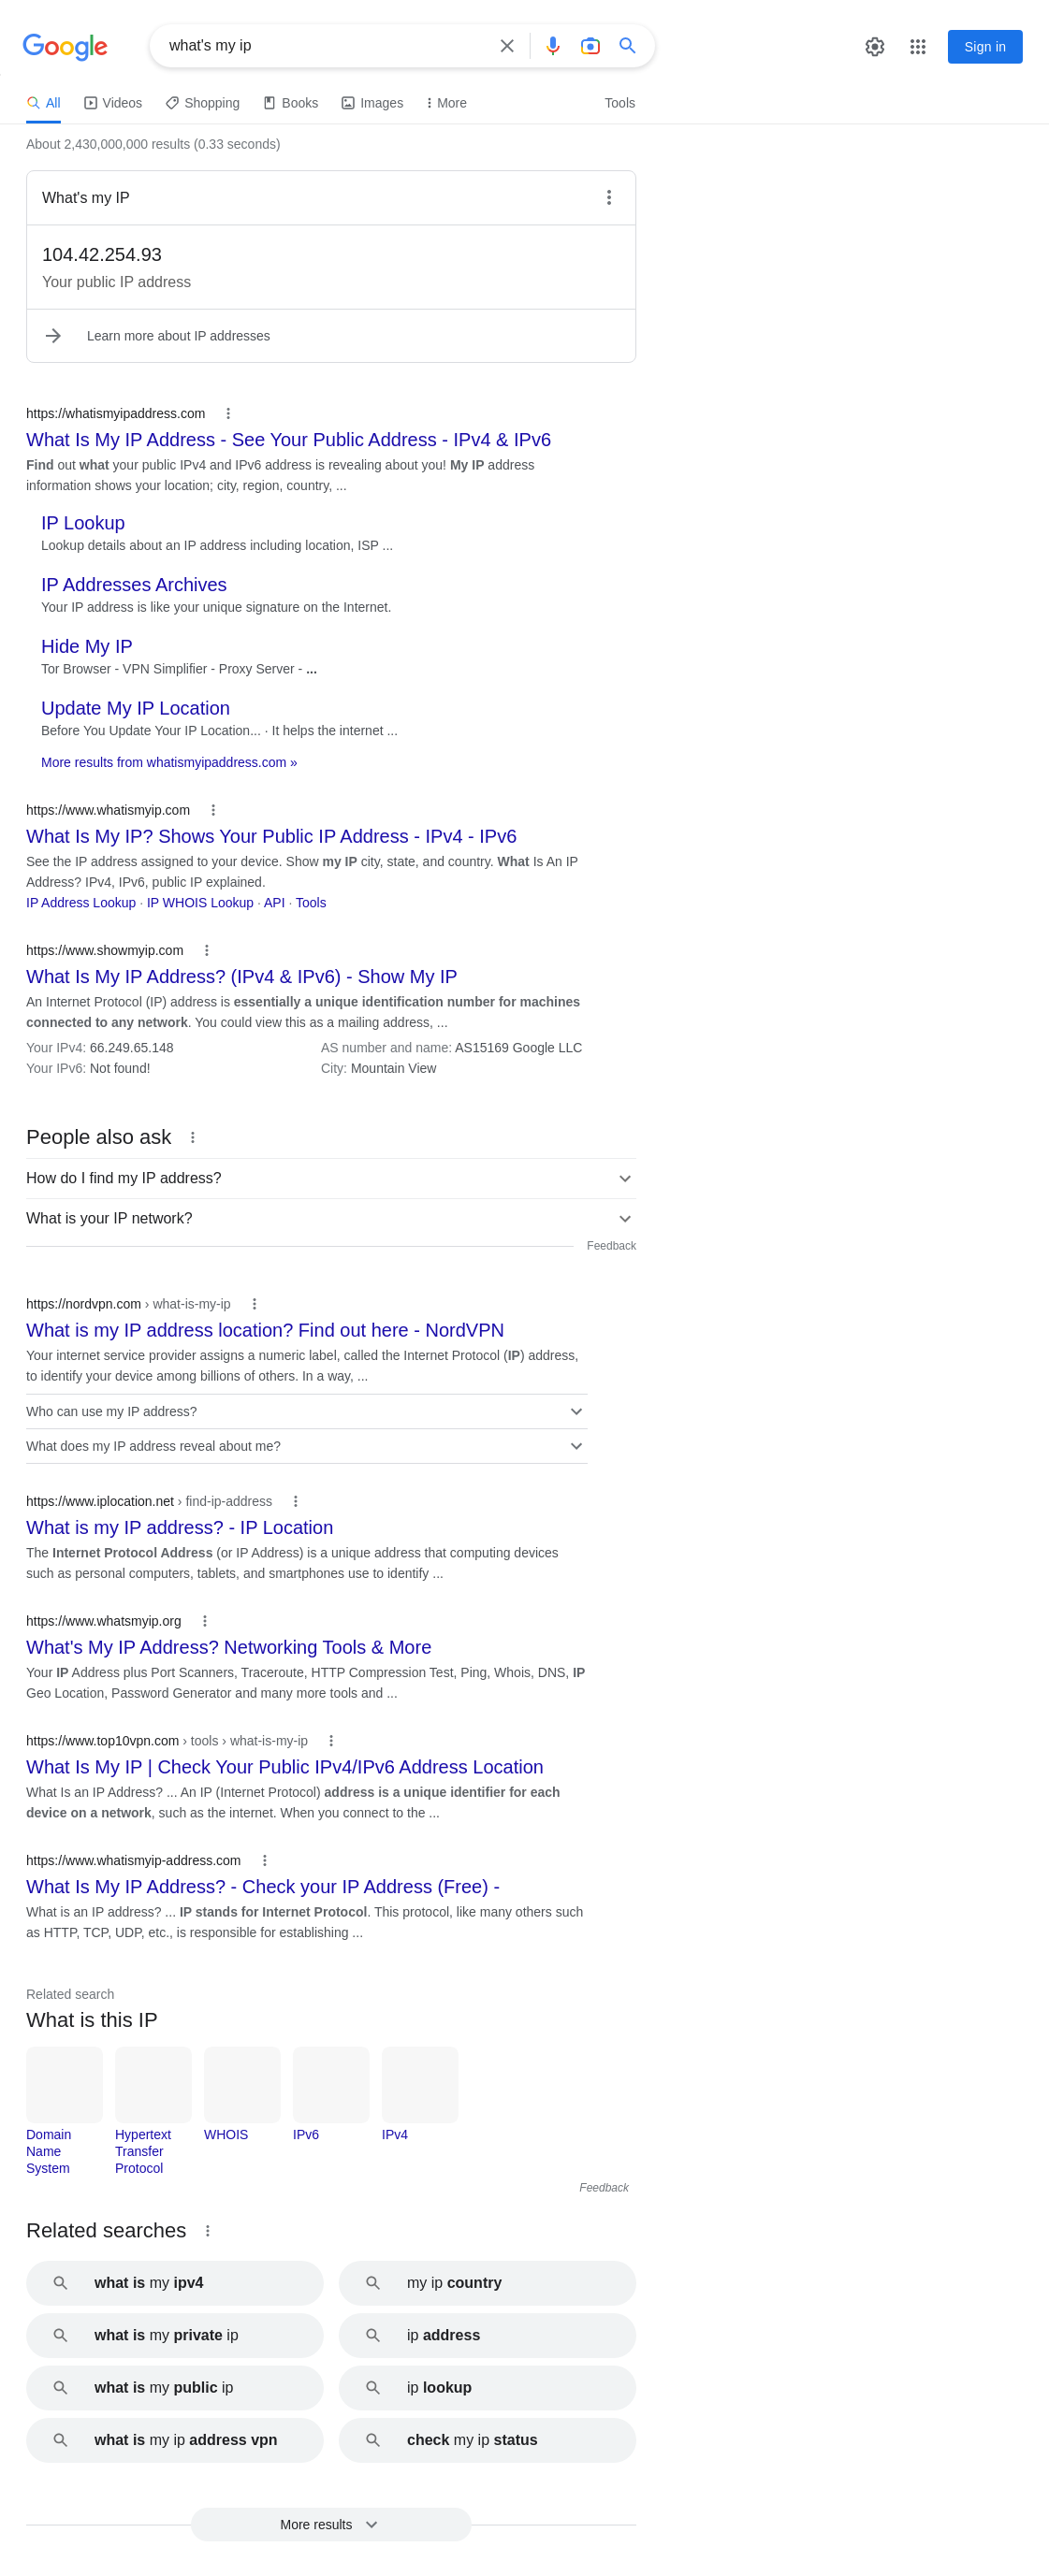 Google
what's my ip
Sign in
All
Videos
Shopping
Books
Images
More
Tools
About 2,430,000,000 results (0.33 seconds)
What's my IP
104.42.254.93
Your public IP address
Learn more about IP addresses
https://whatismyipaddress.com
What Is My IP Address - See Your Public Address - IPv4 & IPv6
Find out what your public IPv4 and IPv6 address is revealing about you! My IP address
information shows your location; city, region, country, ...
IP Lookup
Lookup details about an IP address including location, ISP ...
IP Addresses Archives
Your IP address is like your unique signature on the Internet.
Hide My IP
Tor Browser - VPN Simplifier - Proxy Server - ...
Update My IP Location
Before You Update Your IP Location... · It helps the internet ...
More results from whatismyipaddress.com »
https://www.whatismyip.com
What Is My IP? Shows Your Public IP Address - IPv4 - IPv6
See the IP address assigned to your device. Show my IP city, state, and country. What Is An IP
Address? IPv4, IPv6, public IP explained.
IP Address Lookup · IP WHOIS Lookup · API · Tools
https://www.showmyip.com
What Is My IP Address? (IPv4 & IPv6) - Show My IP
An Internet Protocol (IP) address is essentially a unique identification number for machines
connected to any network. You could view this as a mailing address, ...
Your IPv4: 66.249.65.148
AS number and name: AS15169 Google LLC
Your IPv6: Not found!
City: Mountain View
People also ask
How do I find my IP address?
What is your IP network?
Feedback
https://nordvpn.com › what-is-my-ip
What is my IP address location? Find out here - NordVPN
Your internet service provider assigns a numeric label, called the Internet Protocol (IP) address,
to identify your device among billions of others. In a way, ...
Who can use my IP address?
What does my IP address reveal about me?
https://www.iplocation.net › find-ip-address
What is my IP address? - IP Location
The Internet Protocol Address (or IP Address) is a unique address that computing devices
such as personal computers, tablets, and smartphones use to identify ...
https://www.whatsmyip.org
What's My IP Address? Networking Tools & More
Your IP Address plus Port Scanners, Traceroute, HTTP Compression Test, Ping, Whois, DNS, IP
Geo Location, Password Generator and many more tools and ...
https://www.top10vpn.com › tools › what-is-my-ip
What Is My IP | Check Your Public IPv4/IPv6 Address Location
What Is an IP Address? ... An IP (Internet Protocol) address is a unique identifier for each
device on a network, such as the internet. When you connect to the ...
https://www.whatismyip-address.com
What Is My IP Address? - Check your IP Address (Free) -
What is an IP address? ... IP stands for Internet Protocol. This protocol, like many others such
as HTTP, TCP, UDP, etc., is responsible for establishing ...
Related search
What is this IP
Domain
Name
System
Hypertext
Transfer
Protocol
WHOIS
IPv6
IPv4
Feedback
Related searches
what is my ipv4
my ip country
what is my private ip
ip address
what is my public ip
ip lookup
what is my ip address vpn
check my ip status
More results